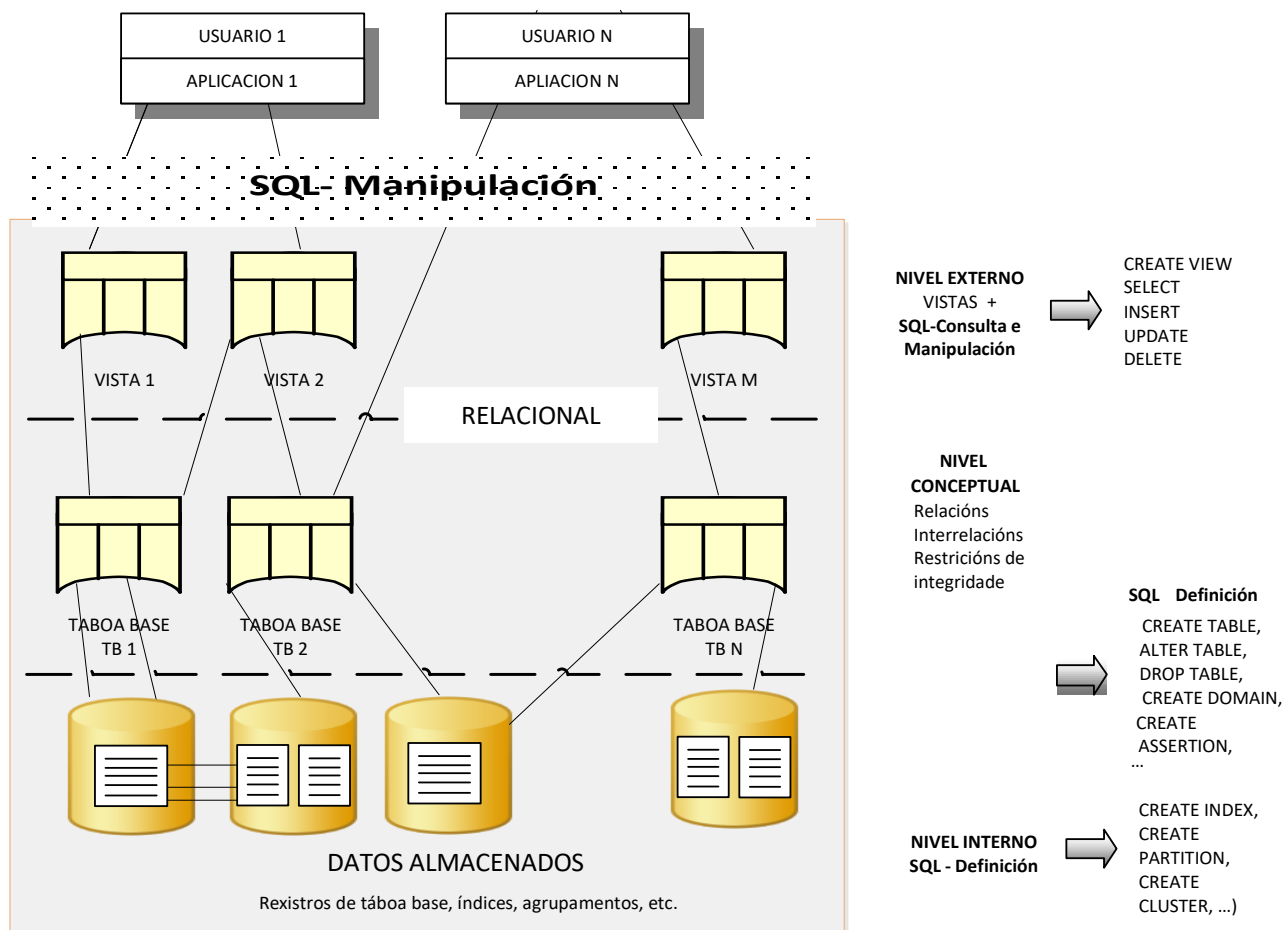 USUARIO 1
APLICACION 1
USUARIO N
APLIACION N
SQL- Manipulación
VISTA 1
VISTA 2
VISTA M
RELACIONAL
TABOA BASE
TB 1
TABOA BASE
TB 2
TABOA BASE
TB N
DATOS ALMACENADOS
Rexistros de táboa base, índices, agrupamentos, etc.
NIVEL EXTERNO
VISTAS +
SQL-Consulta e
Manipulación
CREATE VIEW
SELECT
INSERT
UPDATE
DELETE
NIVEL
CONCEPTUAL
Relacións
Interrelacións
Restricións de
integridade
SQL Definición
CREATE TABLE,
ALTER TABLE,
DROP TABLE,
CREATE DOMAIN,
CREATE
ASSERTION,
...
NIVEL INTERNO
SQL - Definición
CREATE INDEX,
CREATE
PARTITION,
CREATE
CLUSTER, ...)